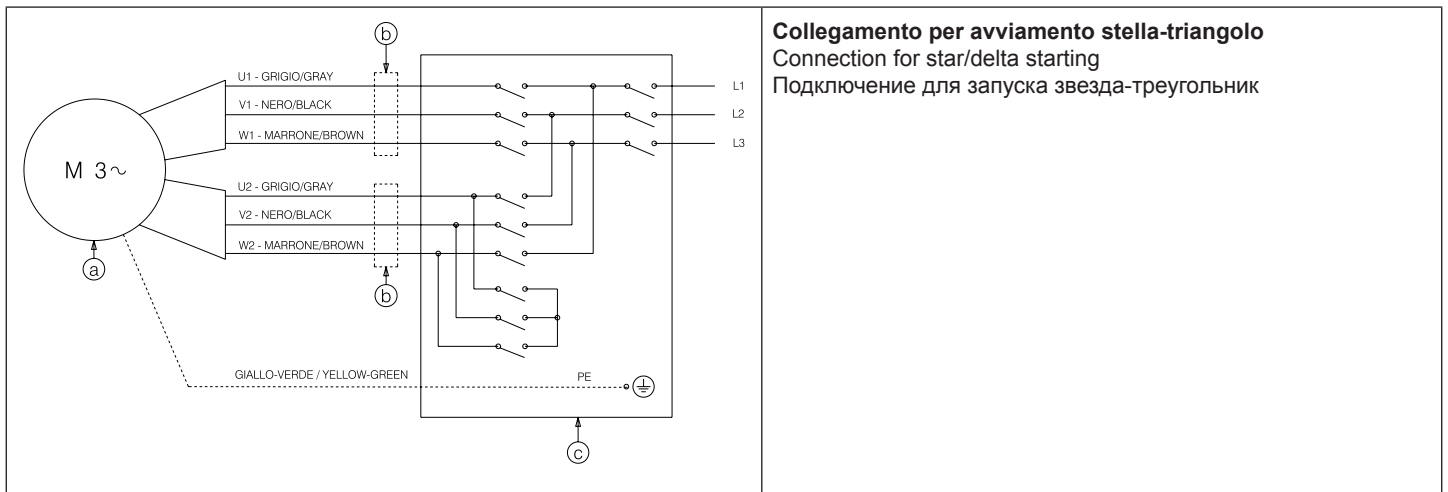 b
U1 - GRIGIO/GRAY
V1 - NERO/BLACK
W1 - MARRONE/BROWN
L1
L2
L3
M 3~
U2 - GRIGIO/GRAY
V2 - NERO/BLACK
W2 - MARRONE/BROWN
a
b
GIALLO-VERDE / YELLOW-GREEN
PE
c
Collegamento per avviamento stella-triangolo
Connection for star/delta starting
Подключение для запуска звезда-треугольник